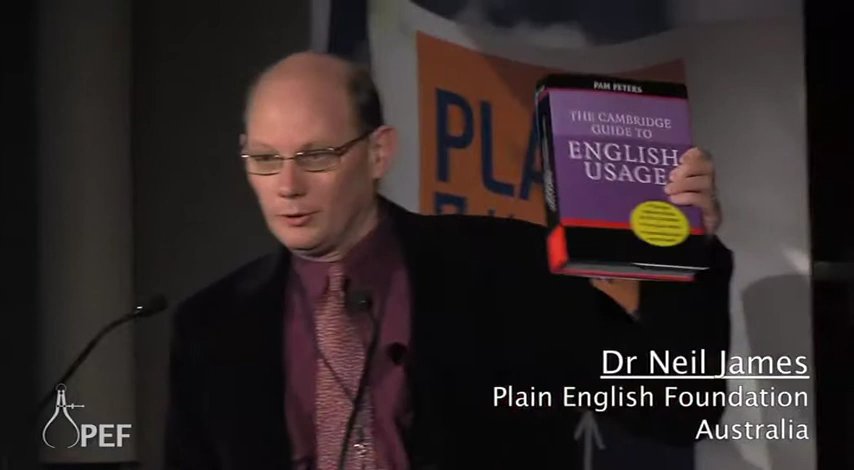 PLA
PAM PETERS
THE CAMBRIDGE
GUIDE TO
ENGLISH
USAGE
Dr Neil James
Plain English Foundation
Australia
PEF